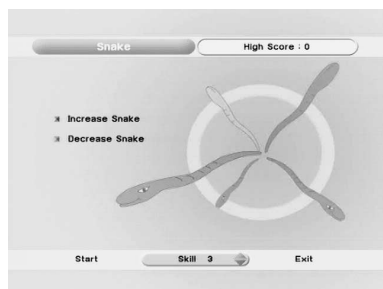 Snake
High Score : 0
Increase Snake
Decrease Snake
Start
Skill 3
Exit